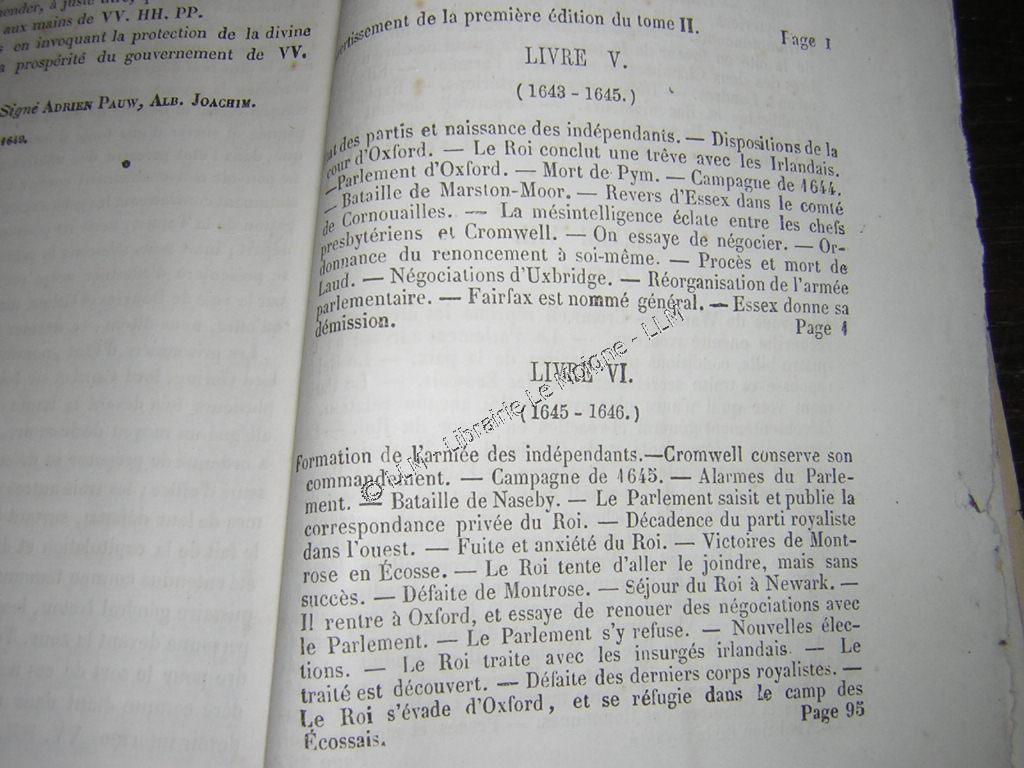 aux mains de VV. HH. PP.
en invoquant la protection de la divine
prospérité du gouvernement de VV.
Signé ADRIEN PAUW, ALB. JOACHIM.
1649.
de la première édition du tome II. Page I
LIVRE V.
(1643 - 1645.)
des partis et naissance des indépendants. — Dispositions de la
cour d'Oxford. — Le Roi conclut une trêve avec les Irlandais.
— Parlement d'Oxford. — Mort de Pym. — Campagne de 1644.
— Bataille de Marston-Moor. — Revers d'Essex dans le comté
de Cornouailles. — La mésintelligence éclate entre les chefs
presbytériens et Cromwell. — On essaye de négocier. — Or-
donnance du renoncement à soi-même. — Procès et mort de
Laud. — Négociations d'Uxbridge. — Réorganisation de l'armée
parlementaire. — Fairfax est nommé général. — Essex donne sa
démission. Page 1
LIVRE VI.
(1645 - 1646.)
Formation de l'armée des indépendants. — Cromwell conserve son
commandement. — Campagne de 1645. — Alarmes du Parle-
ment. — Bataille de Naseby. — Le Parlement saisit et publie la
correspondance privée du Roi. — Décadence du parti royaliste
dans l'ouest. — Fuite et anxiété du Roi. — Victoires de Mont-
rose en Écosse. — Le Roi tente d'aller le joindre, mais sans
succès. — Défaite de Montrose. — Séjour du Roi à Newark. —
Il rentre à Oxford, et essaye de renouer des négociations avec
le Parlement. — Le Parlement s'y refuse. — Nouvelles élec-
tions. — Le Roi traite avec les insurgés irlandais. — Le
traité est découvert. — Défaite des derniers corps royalistes. —
Le Roi s'évade d'Oxford, et se réfugie dans le camp des
Écossais. Page 95
© LLM - Librairie Le Moigne - LLM